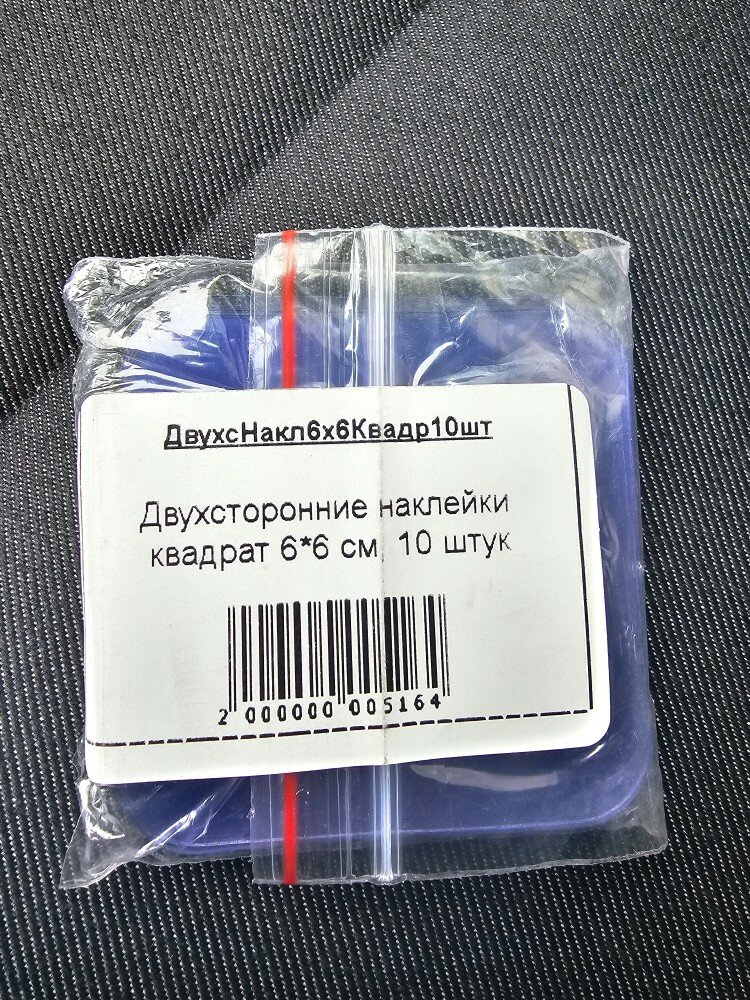 ДвухсНакл6х6Квадр10шт
Двухсторонние наклейки
квадрат 6*6 см, 10 штук
2 000000 005164